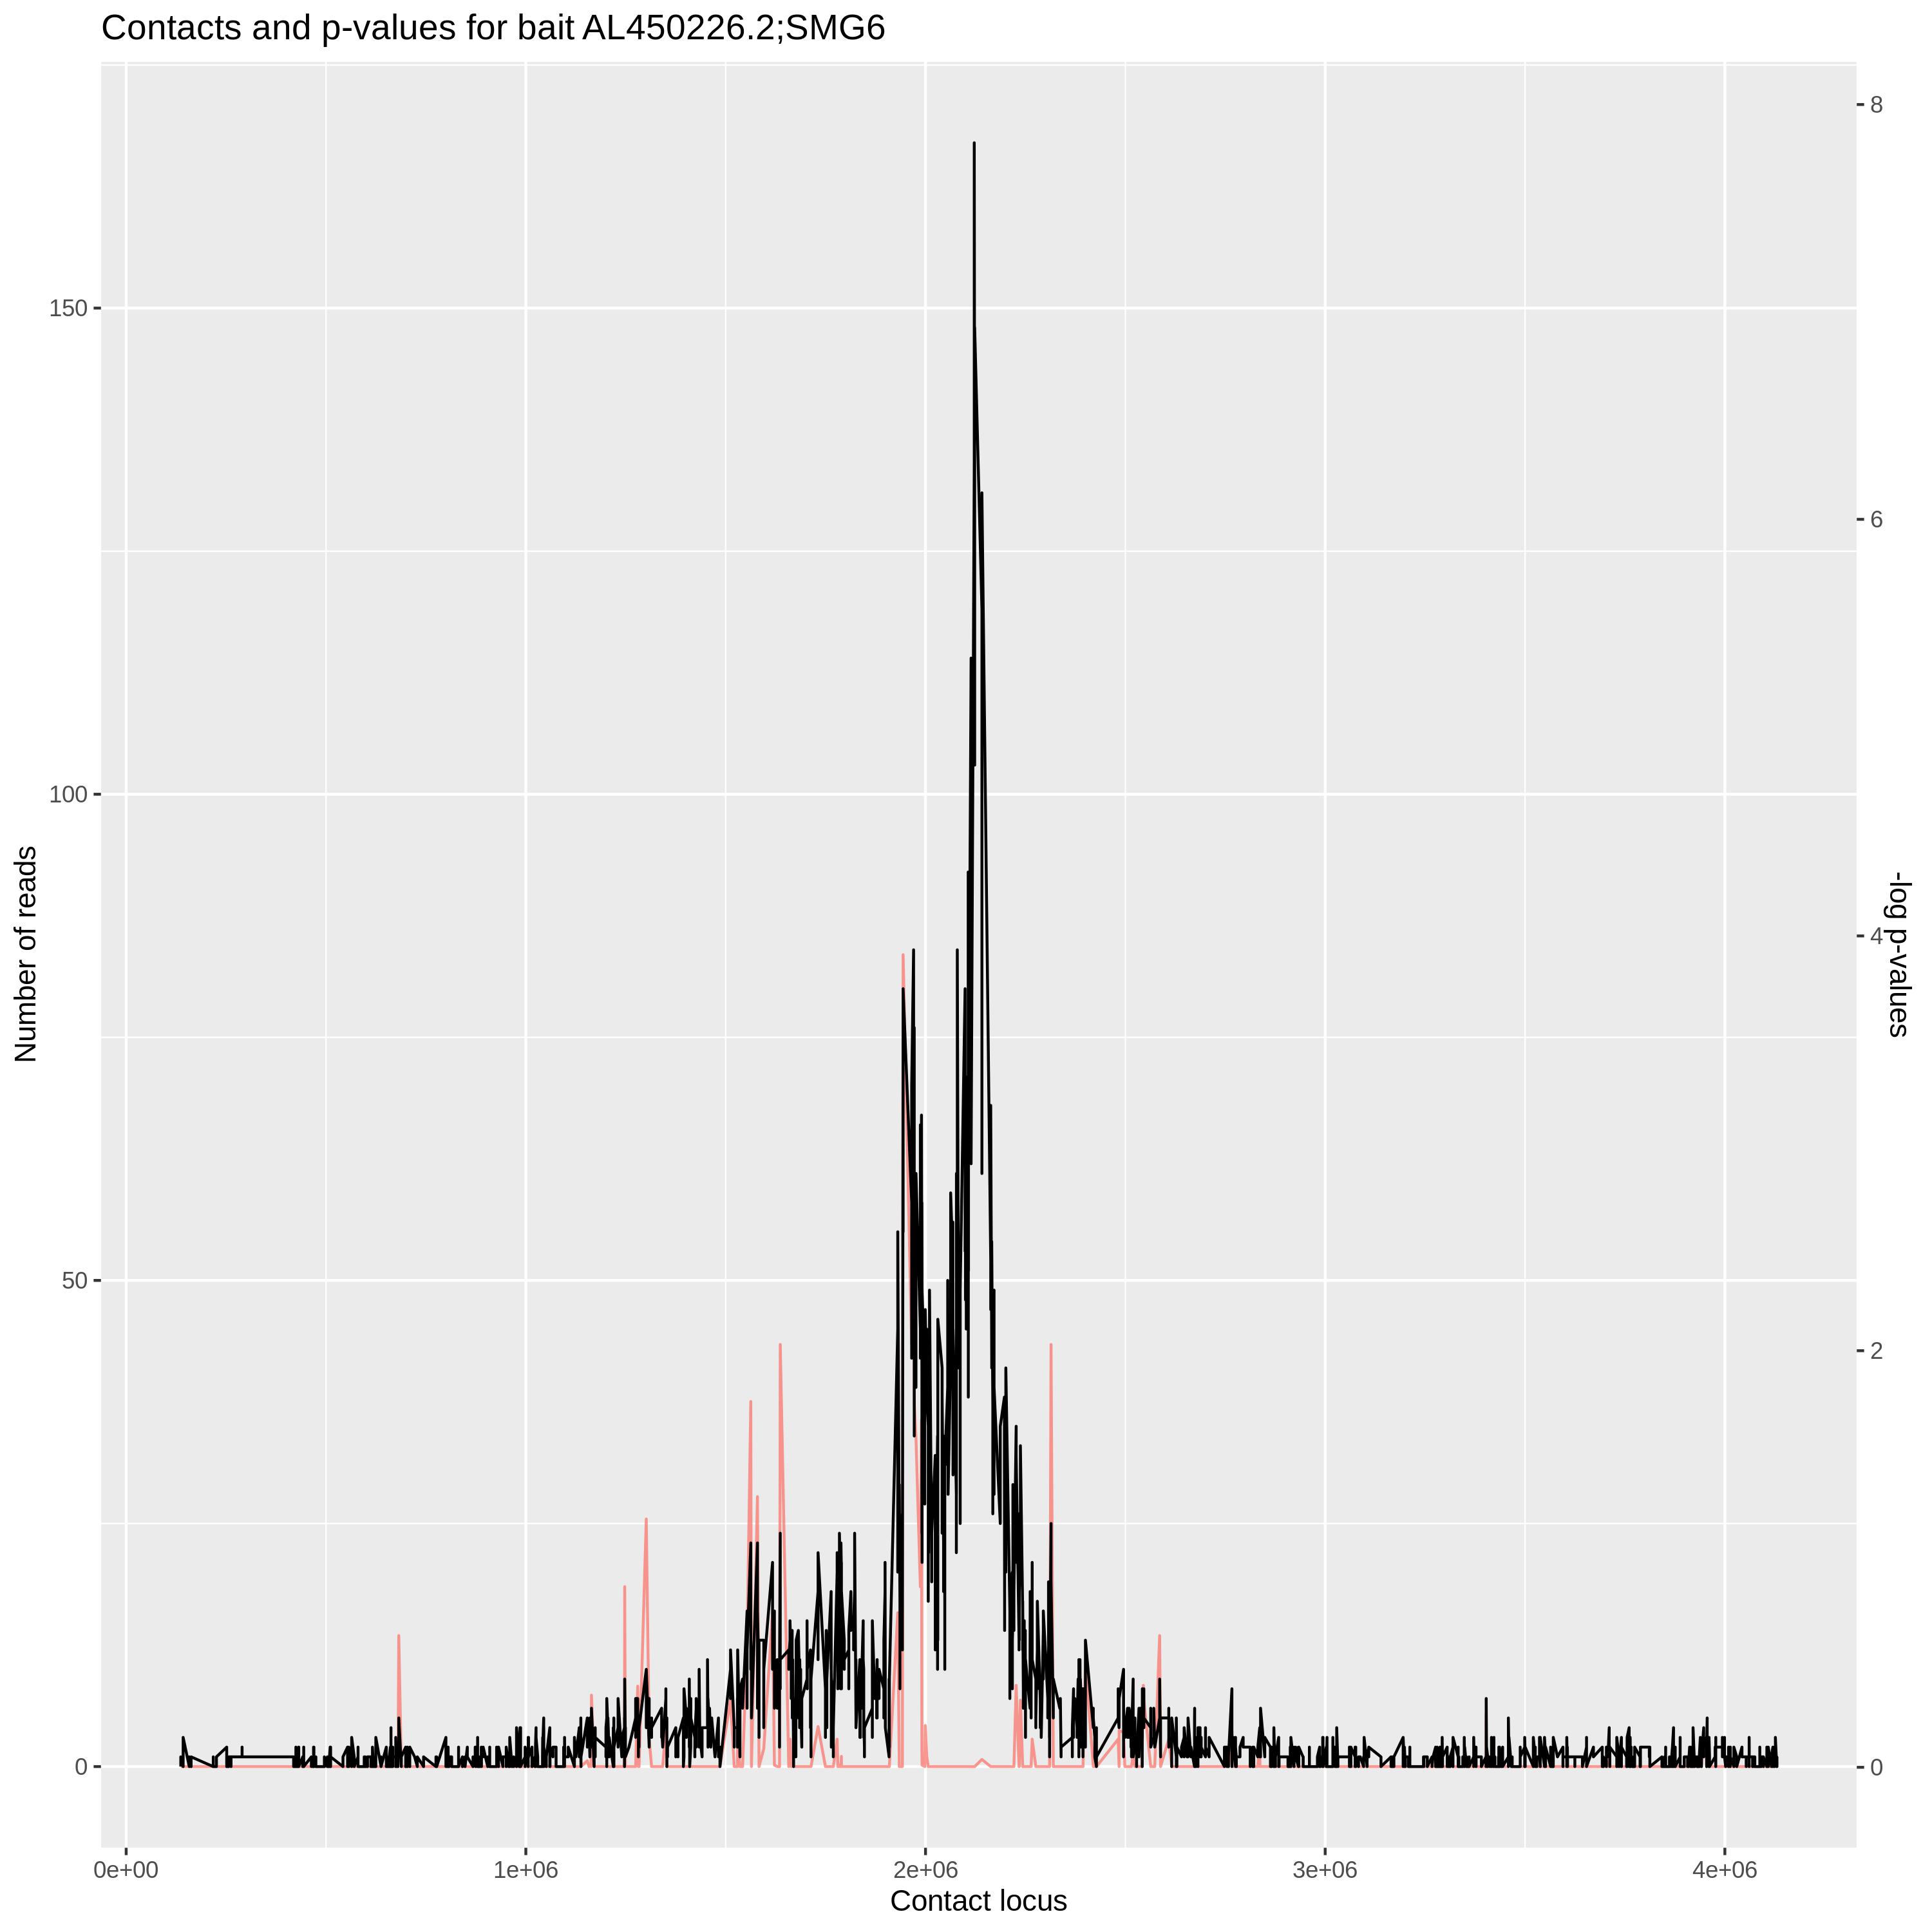 Contacts and p-values for bait AL450226.2;SMG6
Number of reads
150
100
50
0
8
6
4
2
0
-log p-values
0e+00
1e+06
2e+06
3e+06
4e+06
Contact locus